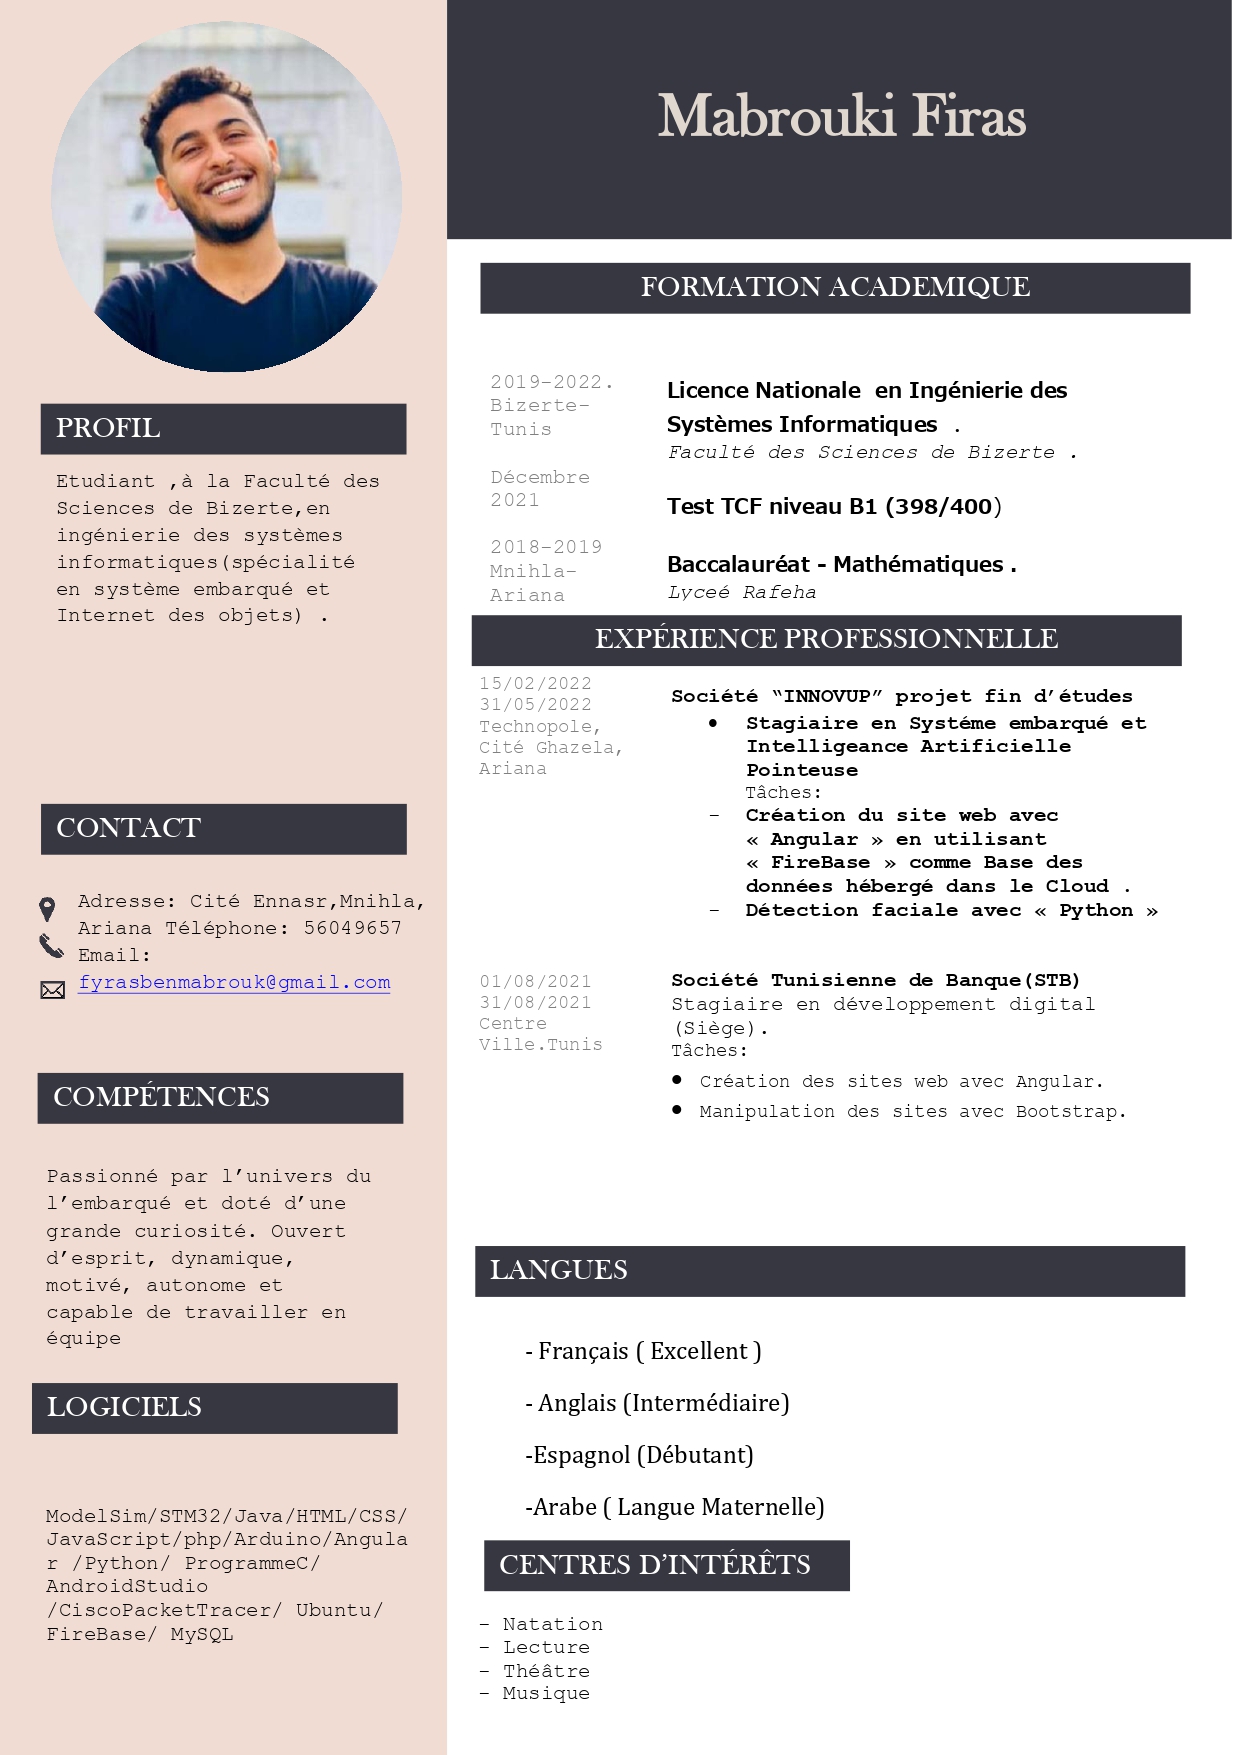 Mabrouki Firas
PROFIL
Etudiant ,à la Faculté des
Sciences de Bizerte,en
ingénierie des systèmes
informatiques(spécialité
en système embarqué et
Internet des objets) .
CONTACT
Adresse: Cité Ennasr,Mnihla,
Ariana Téléphone: 56049657
Email:
fyrasbenmabrouk@gmail.com
COMPÉTENCES
Passionné par l’univers du
l’embarqué et doté d’une
grande curiosité. Ouvert
d’esprit, dynamique,
motivé, autonome et
capable de travailler en
équipe
LOGICIELS
ModelSim/STM32/Java/HTML/CSS/
JavaScript/php/Arduino/Angula
r /Python/ ProgrammeC/
AndroidStudio
/CiscoPacketTracer/ Ubuntu/
FireBase/ MySQL
FORMATION ACADEMIQUE
2019-2022.
Bizerte-
Tunis
Licence Nationale  en Ingénierie des
Systèmes Informatiques  .
Faculté des Sciences de Bizerte .
Décembre
2021
Test TCF niveau B1 (398/400)
2018-2019
Mnihla-
Ariana
Baccalauréat - Mathématiques .
Lyceé Rafeha
EXPÉRIENCE PROFESSIONNELLE
15/02/2022
31/05/2022
Technopole,
Cité Ghazela,
Ariana
Société “INNOVUP” projet fin d’études
• Stagiaire en Systéme embarqué et
Intelligeance Artificielle
Pointeuse
Tâches:
- Création du site web avec
« Angular » en utilisant
« FireBase » comme Base des
données hébergé dans le Cloud .
- Détection faciale avec « Python »
01/08/2021
31/08/2021
Centre
Ville.Tunis
Société Tunisienne de Banque(STB)
Stagiaire en développement digital
(Siège).
Tâches:
• Création des sites web avec Angular.
• Manipulation des sites avec Bootstrap.
LANGUES
- Français ( Excellent )
- Anglais (Intermédiaire)
-Espagnol (Débutant)
-Arabe ( Langue Maternelle)
CENTRES D’INTÉRÊTS
- Natation
- Lecture
- Théâtre
- Musique